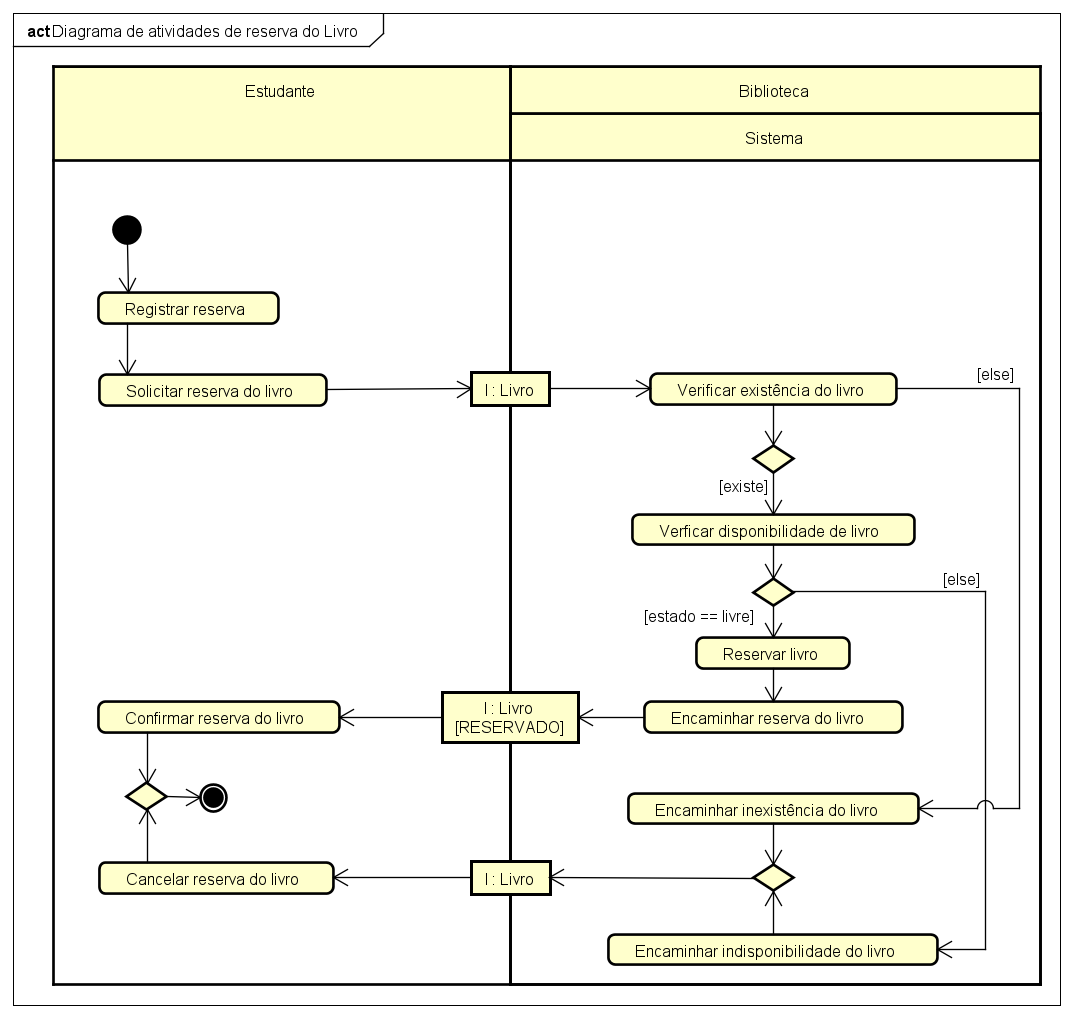 act Diagrama de atividades de reserva do Livro
Estudante
Biblioteca
Sistema
Registrar reserva
Solicitar reserva do livro
l : Livro
Verificar existência do livro
[else]
[existe]
Verficar disponibilidade de livro
[else]
[estado == livre]
Reservar livro
Confirmar reserva do livro
l : Livro
[RESERVADO]
Encaminhar reserva do livro
Encaminhar inexistência do livro
Cancelar reserva do livro
l : Livro
Encaminhar indisponibilidade do livro